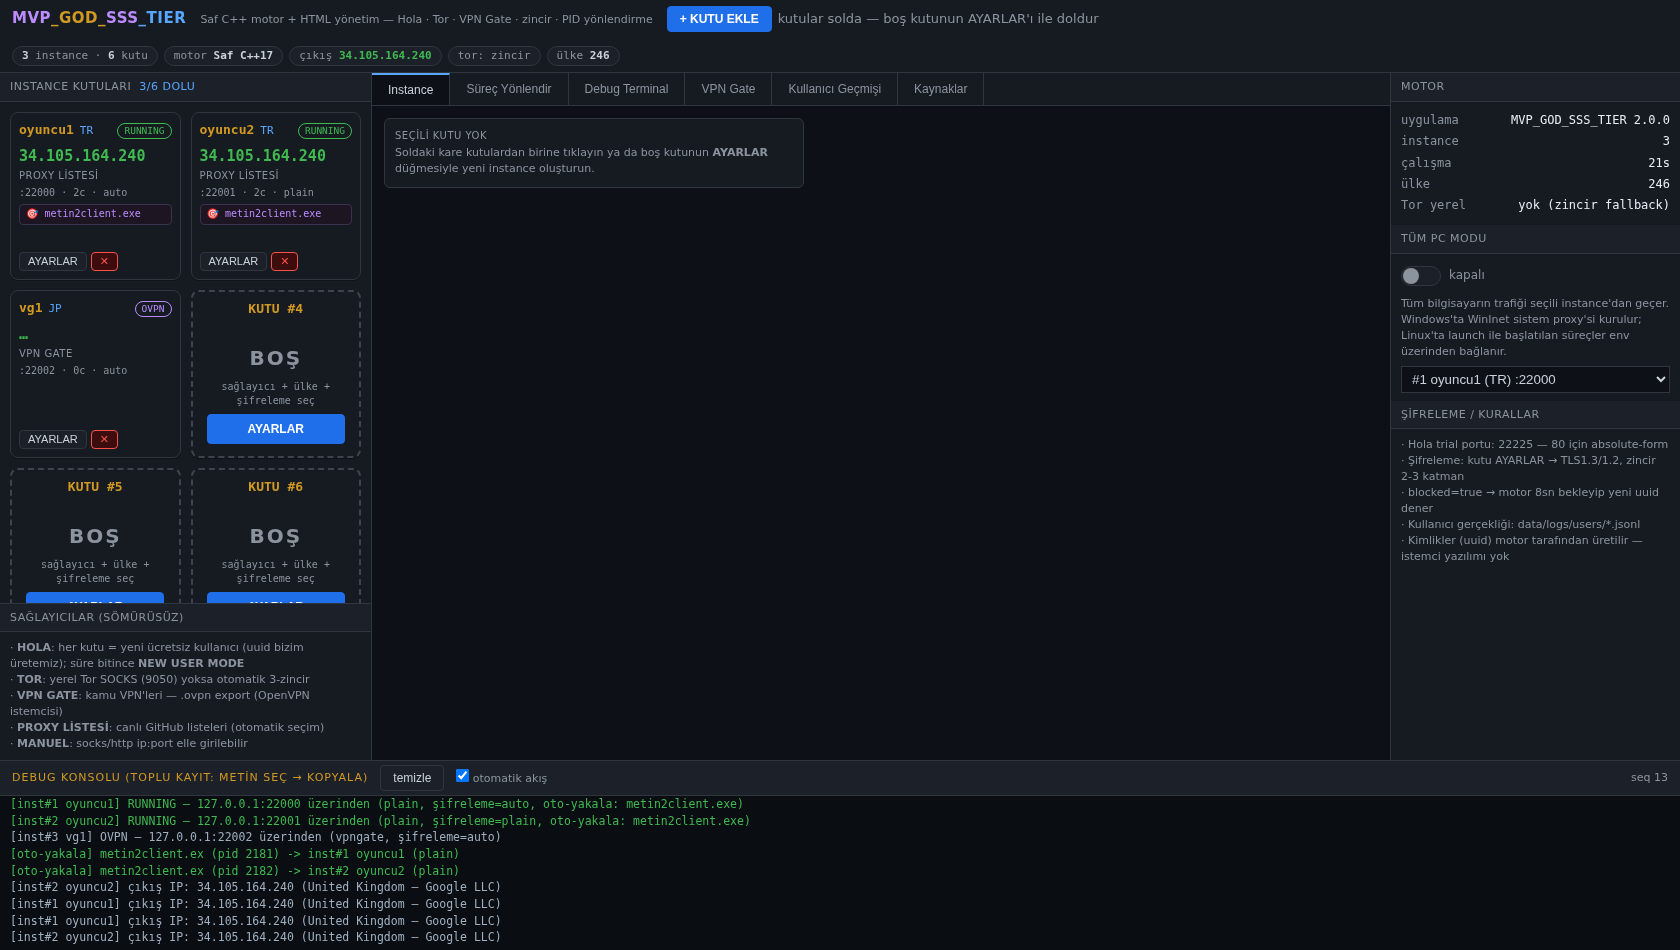 MVP_GOD_SSS_TIER Saf C++ motor + HTML yönetim — Hola · Tor · VPN Gate · zincir · PID yönlendirme + KUTU EKLE kutular solda — boş kutunun AYARLAR'ı ile doldur
3 instance · 6 kutu motor Saf C++17 çıkış 34.105.164.240 tor: zincir ülke 246
INSTANCE KUTULARI 3/6 DOLU
oyuncu1 TR RUNNING
34.105.164.240
PROXY LİSTESİ
:22000 · 2c · auto
🎯 metin2client.exe
AYARLAR ✕
oyuncu2 TR RUNNING
34.105.164.240
PROXY LİSTESİ
:22001 · 2c · plain
🎯 metin2client.exe
AYARLAR ✕
vg1 JP OVPN
…
VPN GATE
:22002 · 0c · auto
AYARLAR ✕
KUTU #4
BOŞ
sağlayıcı + ülke +
şifreleme seç
AYARLAR
KUTU #5
BOŞ
sağlayıcı + ülke +
şifreleme seç
KUTU #6
BOŞ
sağlayıcı + ülke +
şifreleme seç
SAĞLAYICILAR (SÖMÜRÜSÜZ)
· HOLA: her kutu = yeni ücretsiz kullanıcı (uuid bizim
üretemiz); süre bitince NEW USER MODE
· TOR: yerel Tor SOCKS (9050) yoksa otomatik 3-zincir
· VPN GATE: kamu VPN'leri — .ovpn export (OpenVPN
istemcisi)
· PROXY LİSTESİ: canlı GitHub listeleri (otomatik seçim)
· MANUEL: socks/http ip:port elle girilebilir
Instance Süreç Yönlendir Debug Terminal VPN Gate Kullanıcı Geçmişi Kaynaklar
SEÇİLİ KUTU YOK
Soldaki kare kutulardan birine tıklayın ya da boş kutunun AYARLAR
düğmesiyle yeni instance oluşturun.
MOTOR
uygulama MVP_GOD_SSS_TIER 2.0.0
instance 3
çalışma 21s
ülke 246
Tor yerel yok (zincir fallback)
TÜM PC MODU
kapalı
Tüm bilgisayarın trafiği seçili instance'dan geçer.
Windows'ta WinInet sistem proxy'si kurulur;
Linux'ta launch ile başlatılan süreçler env
üzerinden bağlanır.
#1 oyuncu1 (TR) :22000
ŞİFRELEME / KURALLAR
· Hola trial portu: 22225 — 80 için absolute-form
· Şifreleme: kutu AYARLAR → TLS1.3/1.2, zincir
2-3 katman
· blocked=true → motor 8sn bekleyip yeni uuid
dener
· Kullanıcı gerçekliği: data/logs/users/*.jsonl
· Kimlikler (uuid) motor tarafından üretilir —
istemci yazılımı yok
DEBUG KONSOLU (TOPLU KAYIT: METİN SEÇ → KOPYALA) temizle otomatik akış seq 13
[inst#1 oyuncu1] RUNNING — 127.0.0.1:22000 üzerinden (plain, şifreleme=auto, oto-yakala: metin2client.exe)
[inst#2 oyuncu2] RUNNING — 127.0.0.1:22001 üzerinden (plain, şifreleme=plain, oto-yakala: metin2client.exe)
[inst#3 vg1] OVPN — 127.0.0.1:22002 üzerinden (vpngate, şifreleme=auto)
[oto-yakala] metin2client.ex (pid 2181) -> inst#1 oyuncu1 (plain)
[oto-yakala] metin2client.ex (pid 2182) -> inst#2 oyuncu2 (plain)
[inst#2 oyuncu2] çıkış IP: 34.105.164.240 (United Kingdom — Google LLC)
[inst#1 oyuncu1] çıkış IP: 34.105.164.240 (United Kingdom — Google LLC)
[inst#1 oyuncu1] çıkış IP: 34.105.164.240 (United Kingdom — Google LLC)
[inst#2 oyuncu2] çıkış IP: 34.105.164.240 (United Kingdom — Google LLC)